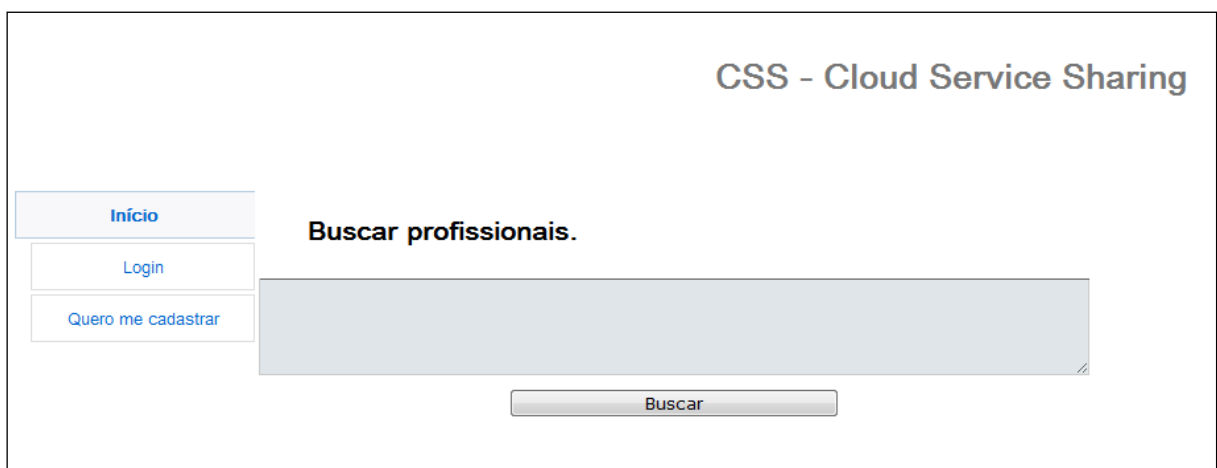 CSS - Cloud Service Sharing
Início
Buscar profissionais.
Login
Quero me cadastrar
Buscar